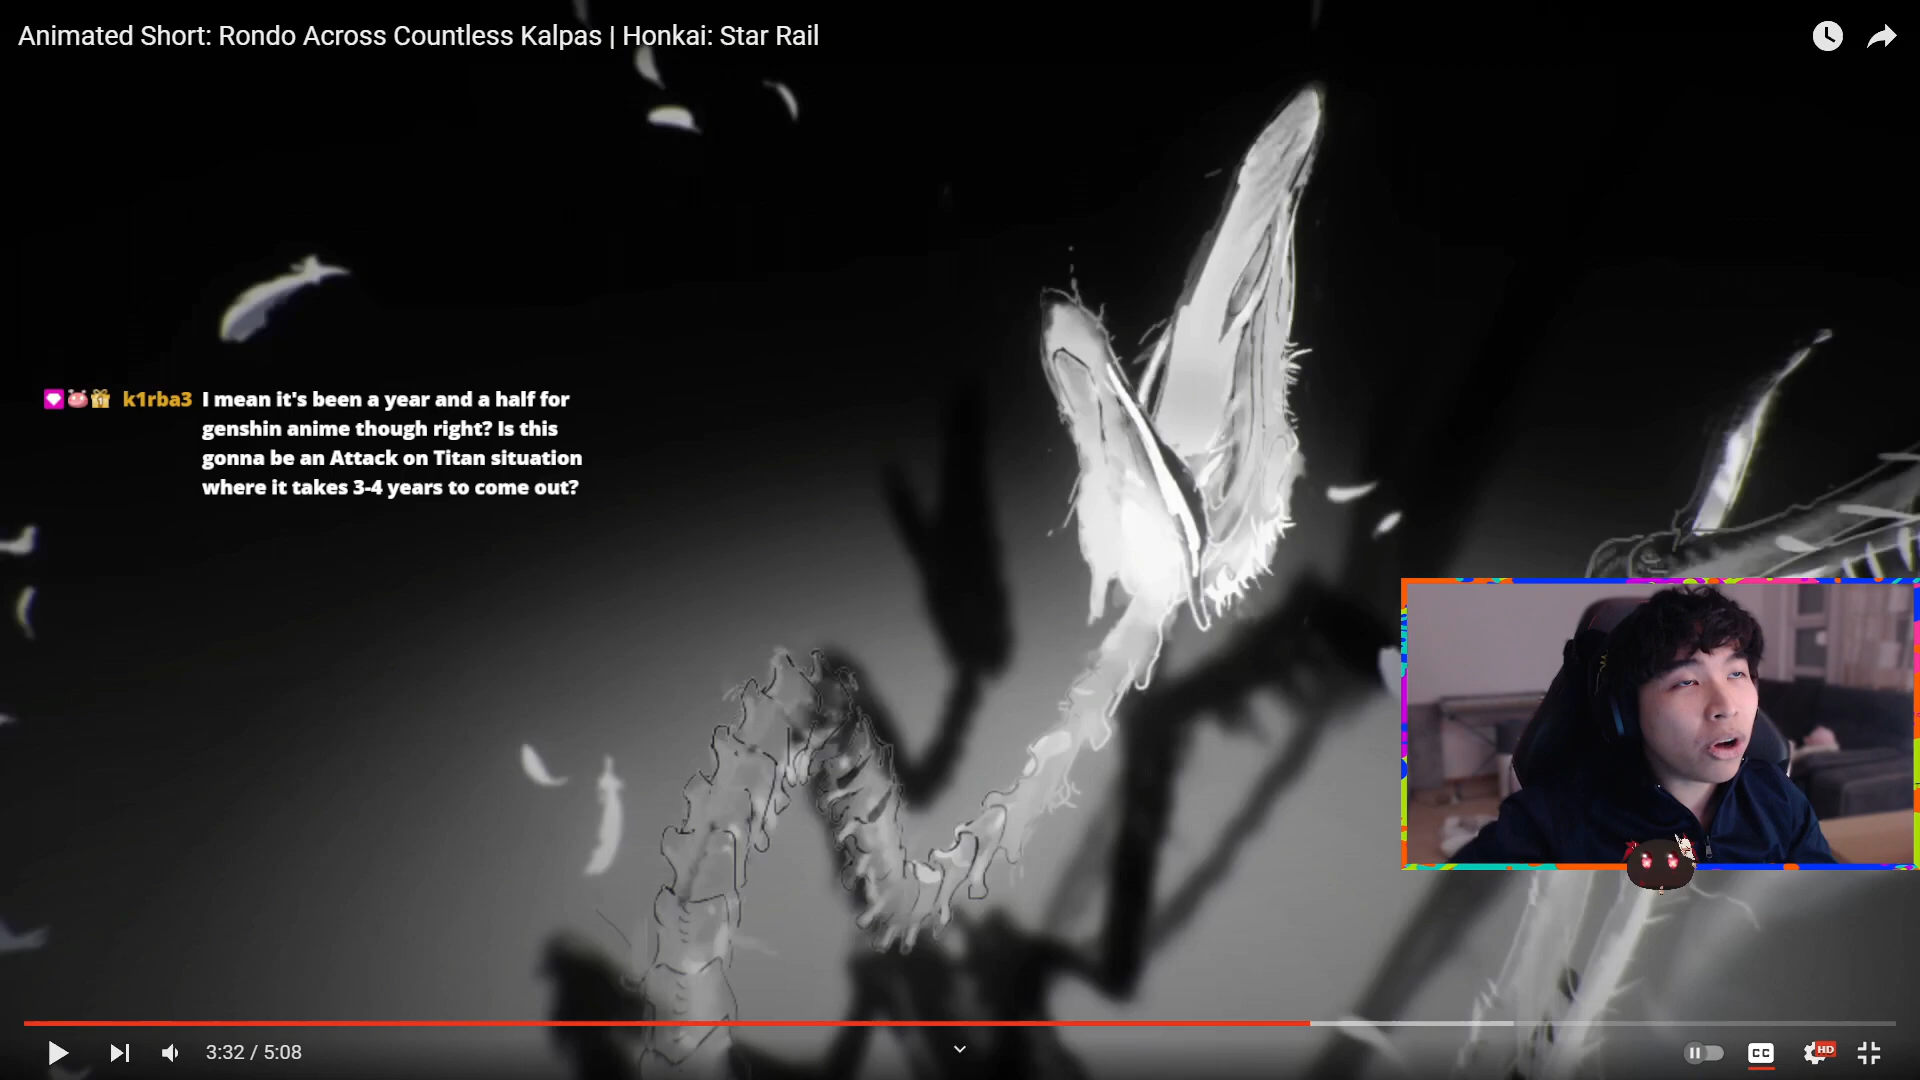 Animated Short: Rondo Across Countless Kalpas | Honkai: Star Rail
k1rba3 I mean it's been a year and a half for
genshin anime though right? Is this
gonna be an Attack on Titan situation
where it takes 3-4 years to come out?
3:32 / 5:08
CC
HD